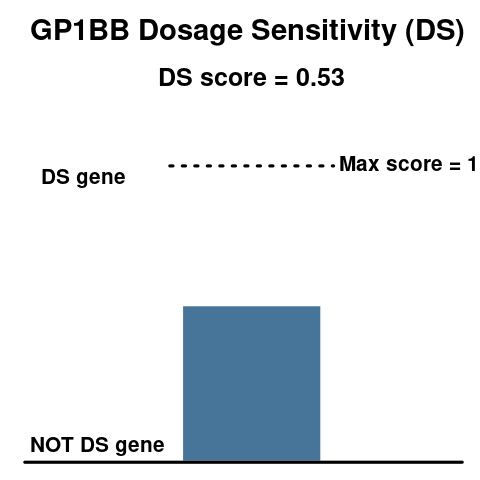 GP1BB Dosage Sensitivity (DS)
DS score = 0.53
Max score = 1
DS gene
NOT DS gene